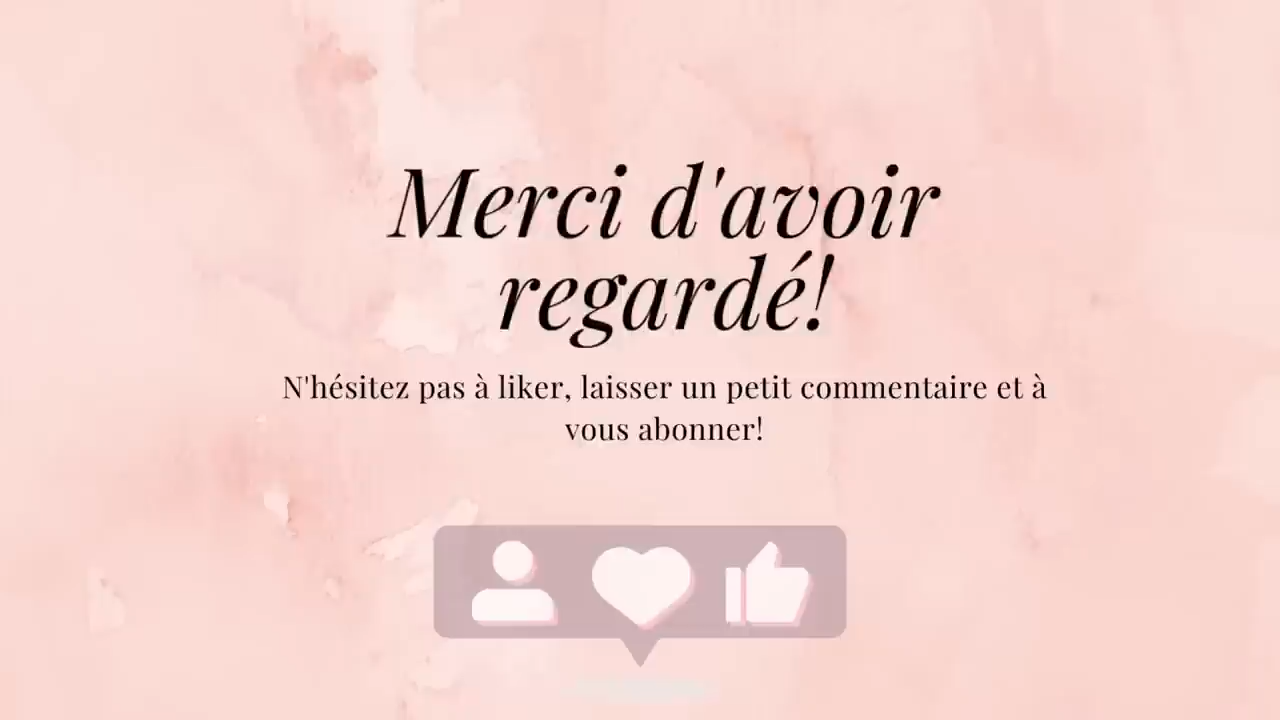 Merci d'avoir
regardé!
N'hésitez pas à liker, laisser un petit commentaire et à
vous abonner!